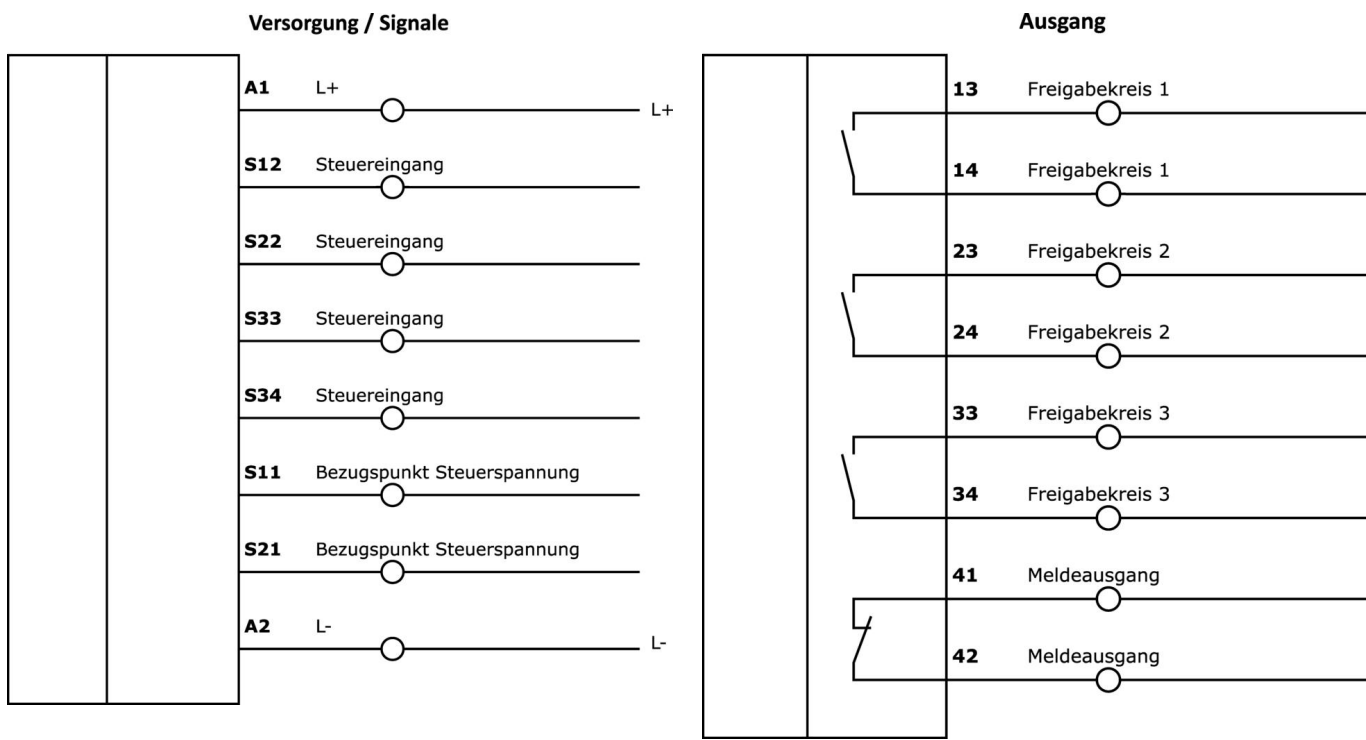 Versorgung / Signale
A1 L+
L+
S12 Steuereingang
S22 Steuereingang
S33 Steuereingang
S34 Steuereingang
S11 Bezugspunkt Steuerspannung
S21 Bezugspunkt Steuerspannung
A2 L-
L-
Ausgang
13 Freigabekreis 1
14 Freigabekreis 1
23 Freigabekreis 2
24 Freigabekreis 2
33 Freigabekreis 3
34 Freigabekreis 3
41 Meldeausgang
42 Meldeausgang